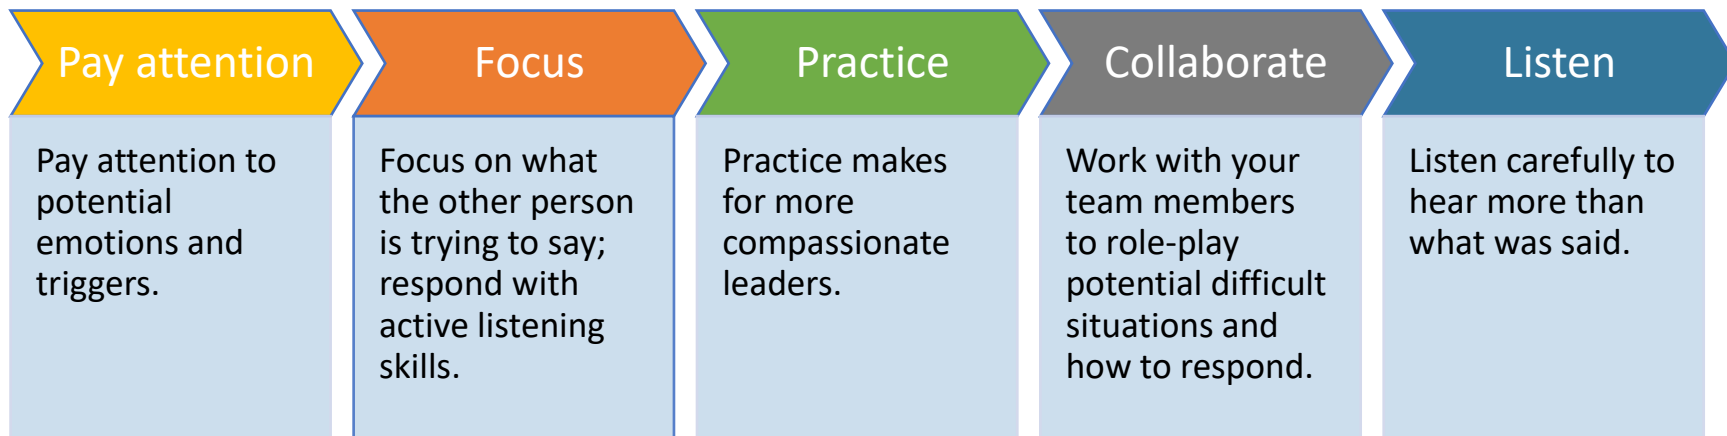 Pay attention
Pay attention to
potential
emotions and
triggers.
Focus
Focus on what
the other person
is trying to say;
respond with
active listening
skills.
Practice
Practice makes
for more
compassionate
leaders.
Collaborate
Work with your
team members
to role-play
potential difficult
situations and
how to respond.
Listen
Listen carefully to
hear more than
what was said.